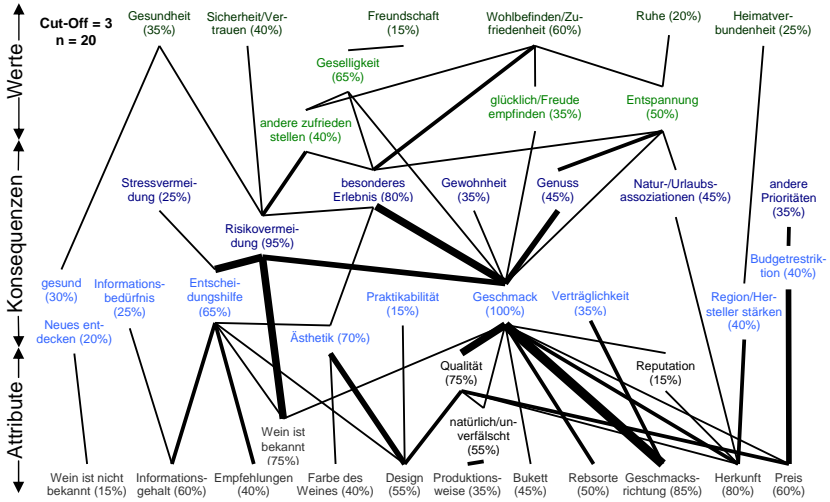 Cut-Off = 3
n = 20
Gesundheit
(35%)
Sicherheit/Ver-
trauen (40%)
Freundschaft
(15%)
Wohlbefinden/Zu-
friedenheit (60%)
Ruhe (20%)
Heimatver-
bundenheit (25%)
Werte
Geselligkeit
(65%)
andere zufrieden
stellen (40%)
glücklich/Freude
empfinden (35%)
Entspannung
(50%)
Konsequenzen
Stressvermei-
dung (25%)
besonderes
Erlebnis (80%)
Gewohnheit
(35%)
Genuss
(45%)
Natur-/Urlaubs-
assoziationen (45%)
andere
Prioritäten
(35%)
Risikovermei-
dung (95%)
Budgetrestrik-
tion (40%)
gesund
(30%)
Informations-
bedürfnis
(25%)
Entschei-
dungshilfe
(65%)
Praktikabilität
(15%)
Geschmack
(100%)
Verträglichkeit
(35%)
Region/Her-
steller stärken
(40%)
Neues ent-
decken (20%)
Ästhetik (70%)
Attribute
Qualität
(75%)
Reputation
(15%)
Wein ist
bekannt
(75%)
natürlich/un-
verfälscht
(55%)
Wein ist nicht
bekannt (15%)
Informations-
gehalt (60%)
Empfehlungen
(40%)
Farbe des
Weines (40%)
Design
(55%)
Produktions-
weise (35%)
Bukett
(45%)
Rebsorte
(50%)
Geschmacks-
richtung (85%)
Herkunft
(80%)
Preis
(60%)